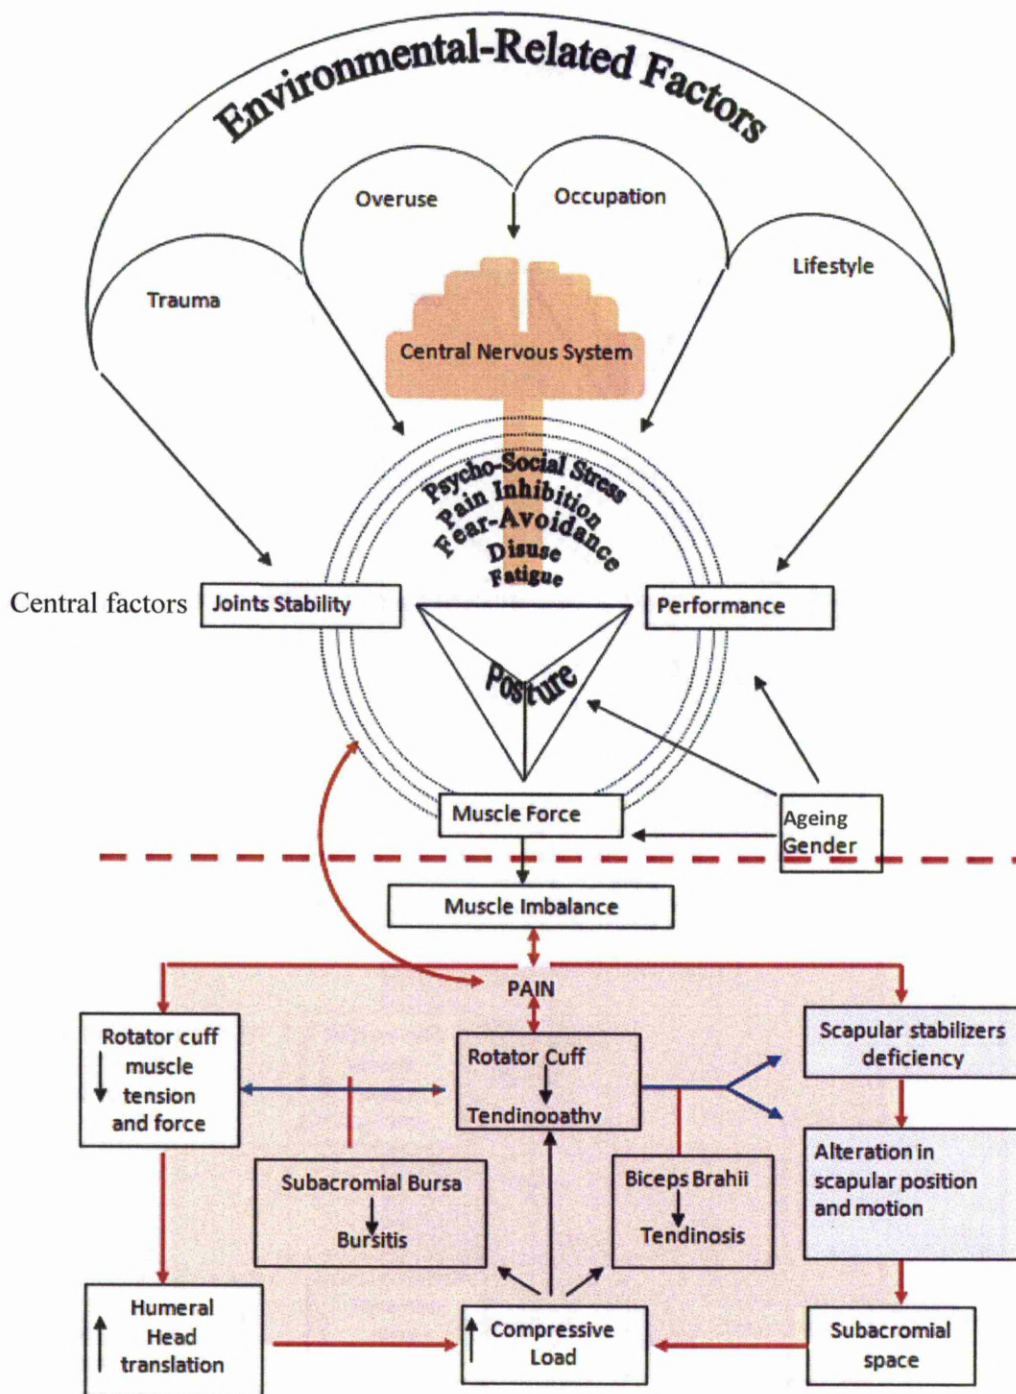 Environmental-Related Factors
Overuse
Occupation
Trauma
Lifestyle
Central Nervous System
Psycho-Social Stress
Pain Inhibition
Fear-Avoidance
Disuse
Fatigue
Central factors
Joints Stability
Performance
Posture
Muscle Force
Ageing
Gender
Muscle Imbalance
PAIN
Rotator cuff
muscle
tension
and force
Rotator Cuff
Tendinopathy
Scapular stabilizers
deficiency
Alteration in
scapular position
and motion
Subacromial Bursa
Bursitis
Biceps Brahii
Tendinosis
Humeral
Head
translation
Compressive
Load
Subacromial
space